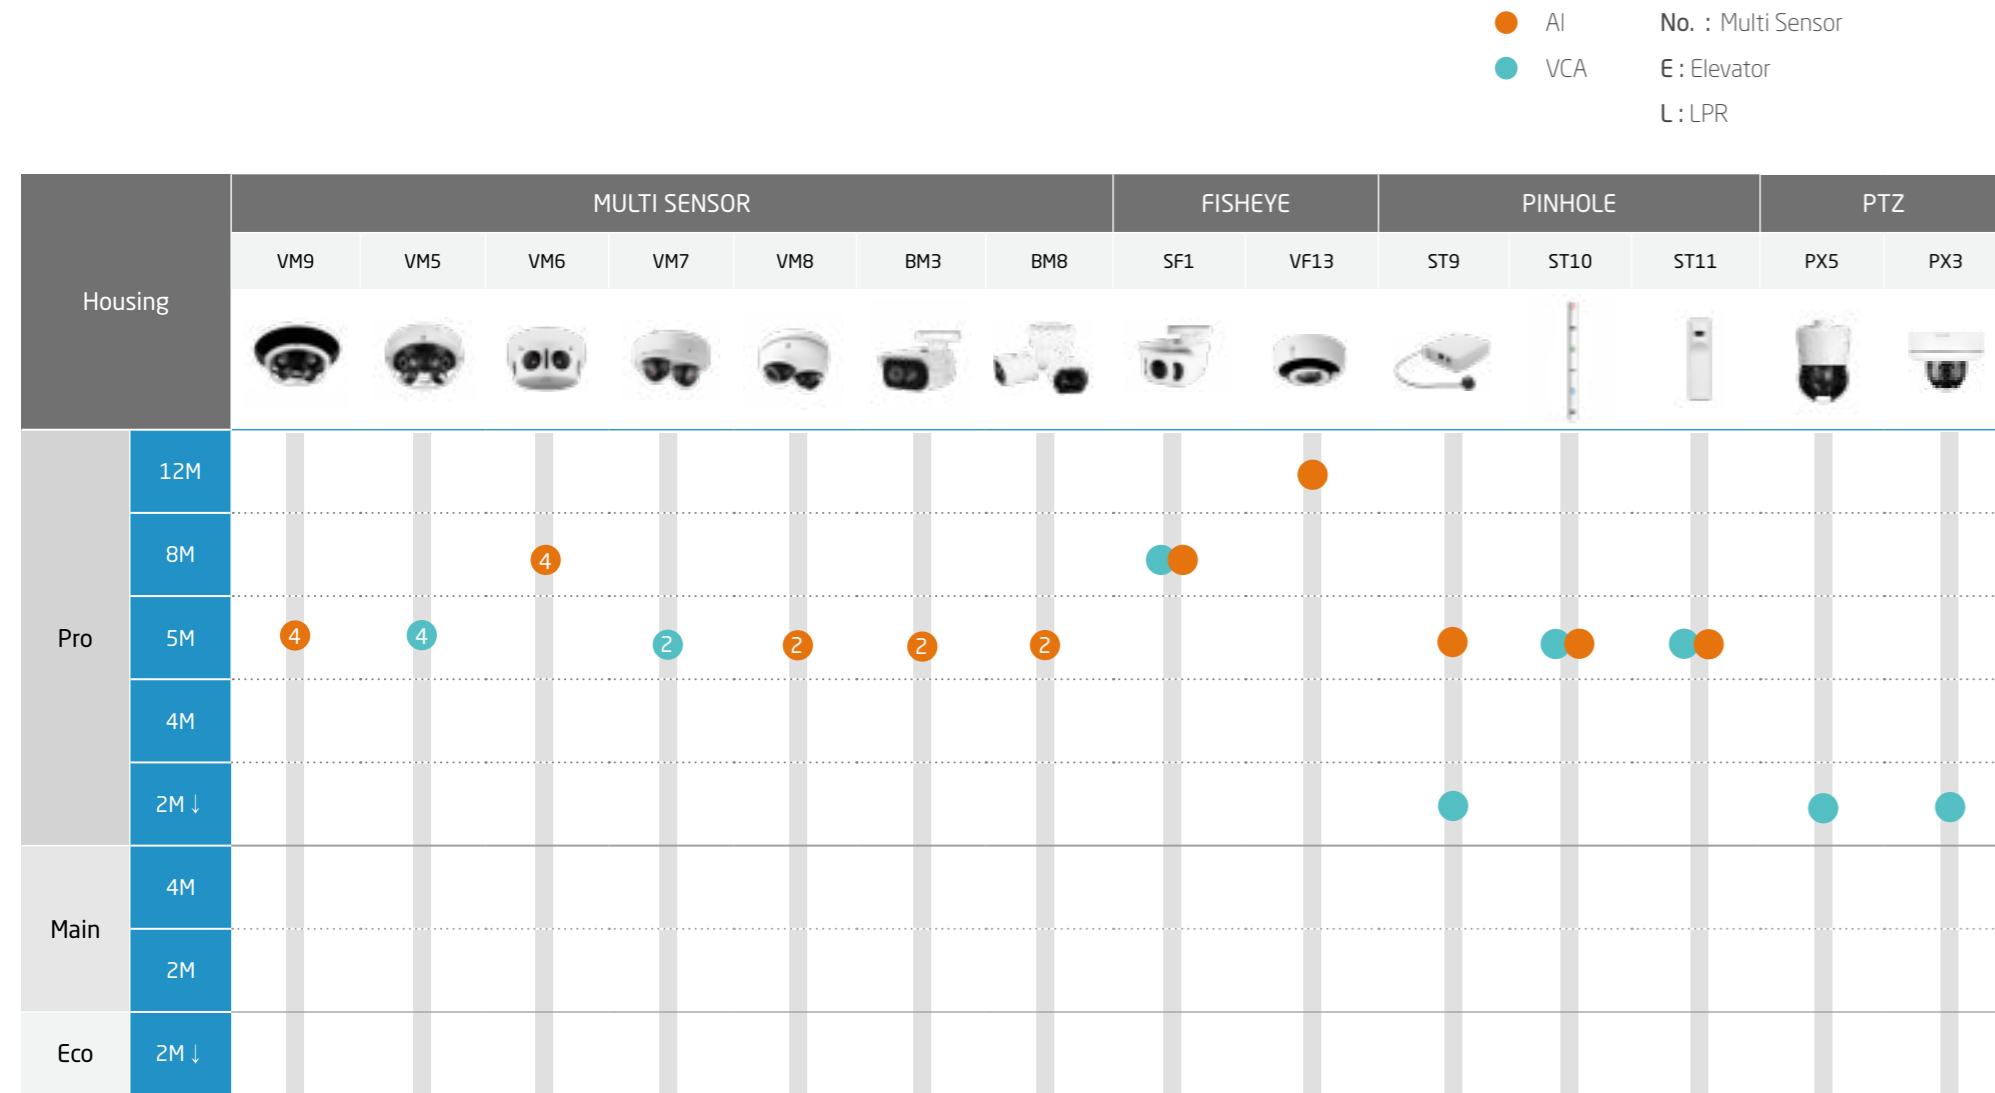 AI No. : Multi Sensor
VCA E : Elevator
L : LPR
Housing MULTI SENSOR FISHEYE PINHOLE PTZ
VM9 VM5 VM6 VM7 VM8 BM3 BM8 SF1 VF13 ST9 ST10 ST11 PX5 PX3
Pro
12M
8M 4
5M 4 4 2 2 2 2
4M
2M ↓
Main
4M
2M
Eco 2M ↓